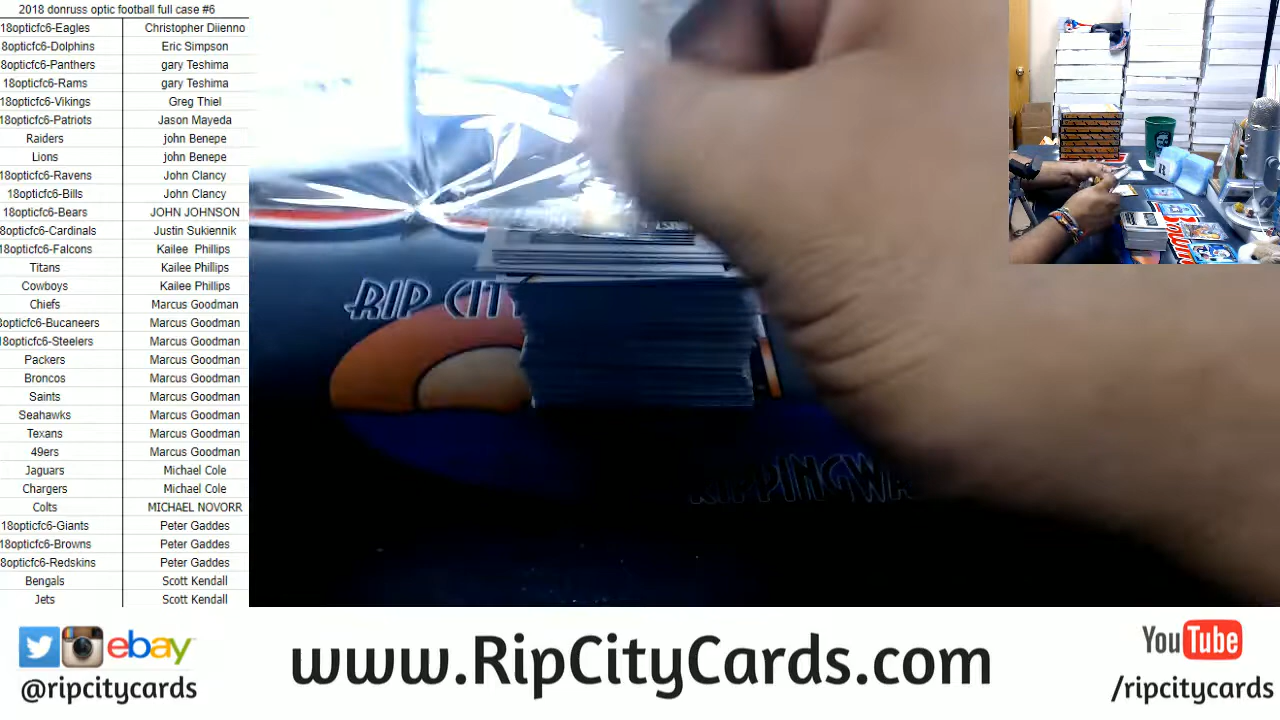 2018 donruss optic football full case #6
18opticfc6-Eagles Christopher Diienno
8opticfc6-Dolphins Eric Simpson
8opticfc6-Panthers gary Teshima
18opticfc6-Rams gary Teshima
18opticfc6-Vikings Greg Thiel
18opticfc6-Patriots Jason Mayeda
Raiders john Benepe
Lions john Benepe
18opticfc6-Ravens John Clancy
18opticfc6-Bills John Clancy
18opticfc6-Bears JOHN JOHNSON
8opticfc6-Cardinals Justin Sukiennik
18opticfc6-Falcons Kailee Phillips
Titans Kailee Phillips
Cowboys Kailee Phillips
Chiefs Marcus Goodman
8opticfc6-Bucaneers Marcus Goodman
18opticfc6-Steelers Marcus Goodman
Packers Marcus Goodman
Broncos Marcus Goodman
Saints Marcus Goodman
Seahawks Marcus Goodman
Texans Marcus Goodman
49ers Marcus Goodman
Jaguars Michael Cole
Chargers Michael Cole
Colts MICHAEL NOVORR
18opticfc6-Giants Peter Gaddes
18opticfc6-Browns Peter Gaddes
8opticfc6-Redskins Peter Gaddes
Bengals Scott Kendall
Jets Scott Kendall
RIP CITY
RIPPINGWA
ebay
@ripcitycards
www.RipCityCards.com
YouTube
/ripcitycards